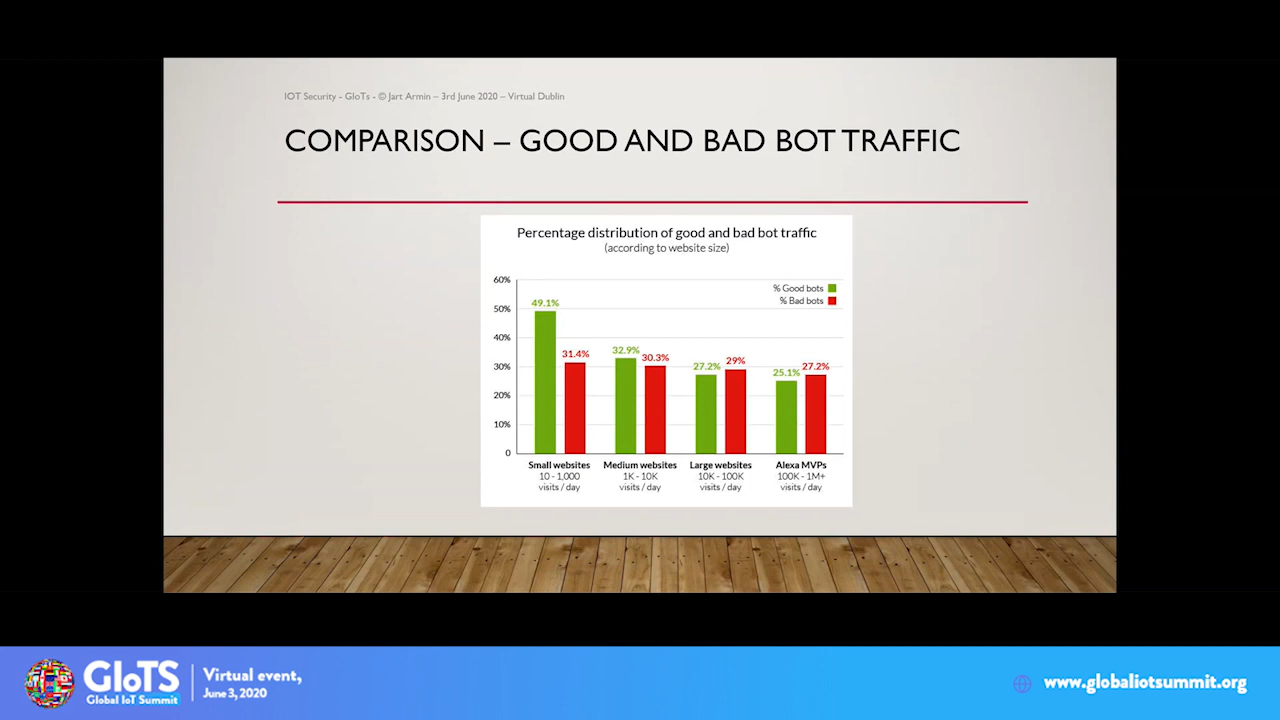 IOT Security - GIoTs - © Jart Armin – 3rd June 2020 – Virtual Dublin
COMPARISON – GOOD AND BAD BOT TRAFFIC
Percentage distribution of good and bad bot traffic
(according to website size)
% Good bots
% Bad bots
60%
50%
40%
30%
20%
10%
0
49.1%
31.4%
32.9%
30.3%
27.2%
29%
25.1%
27.2%
Small websites
10 - 1,000
visits / day
Medium websites
1K - 10K
visits / day
Large websites
10K - 100K
visits / day
Alexa MVPs
100K - 1M+
visits / day
GIoTS
Global IoT Summit
Virtual event,
June 3, 2020
www.globaliotsummit.org